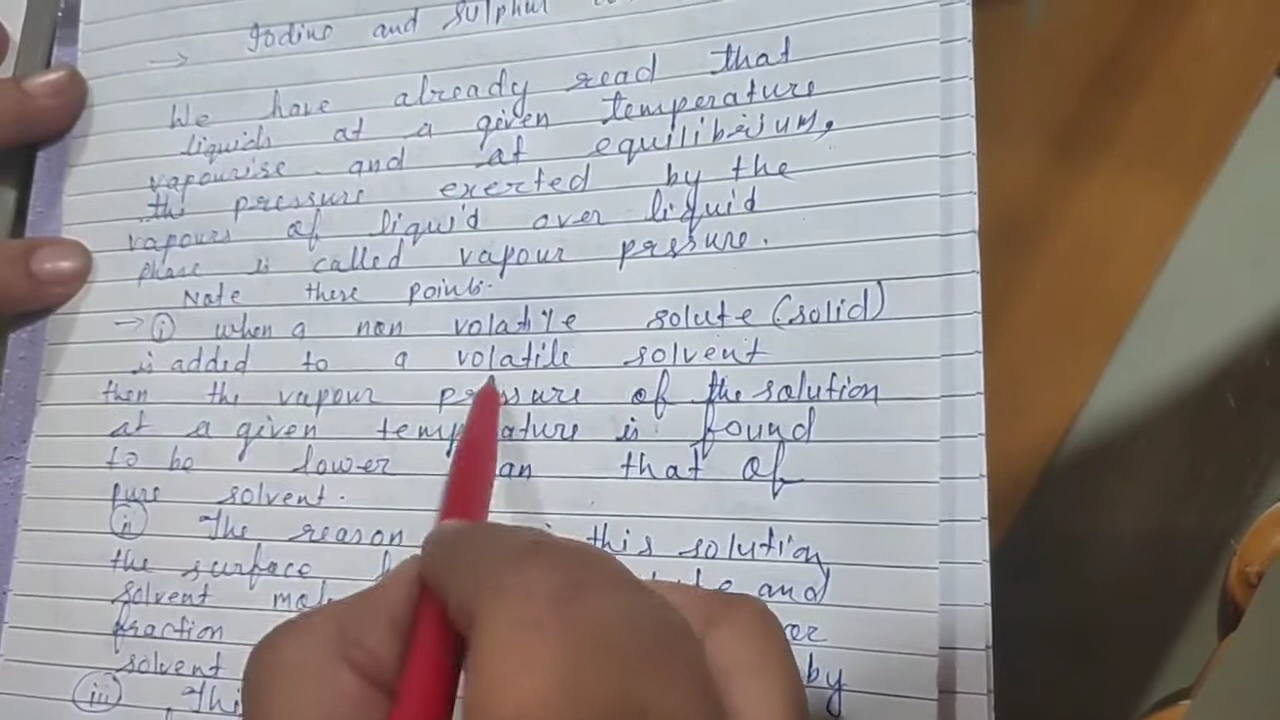 → Iodine and sulphur
We have already read that
liquids at a given temperature
vapourise and at equilibrium,
the pressure exerted by the
vapours of liquid over liquid
phase is called vapour prssure.
Note these points.
→ (i) when a non volatile solute (solid)
is added to a volatile solvent
then the vapour pressure of the solution
at a given temperature is found
to be lower that of
pure solvent.
(ii) The reason this solution
the surface and
solvent
fraction
solvent by
(iii)